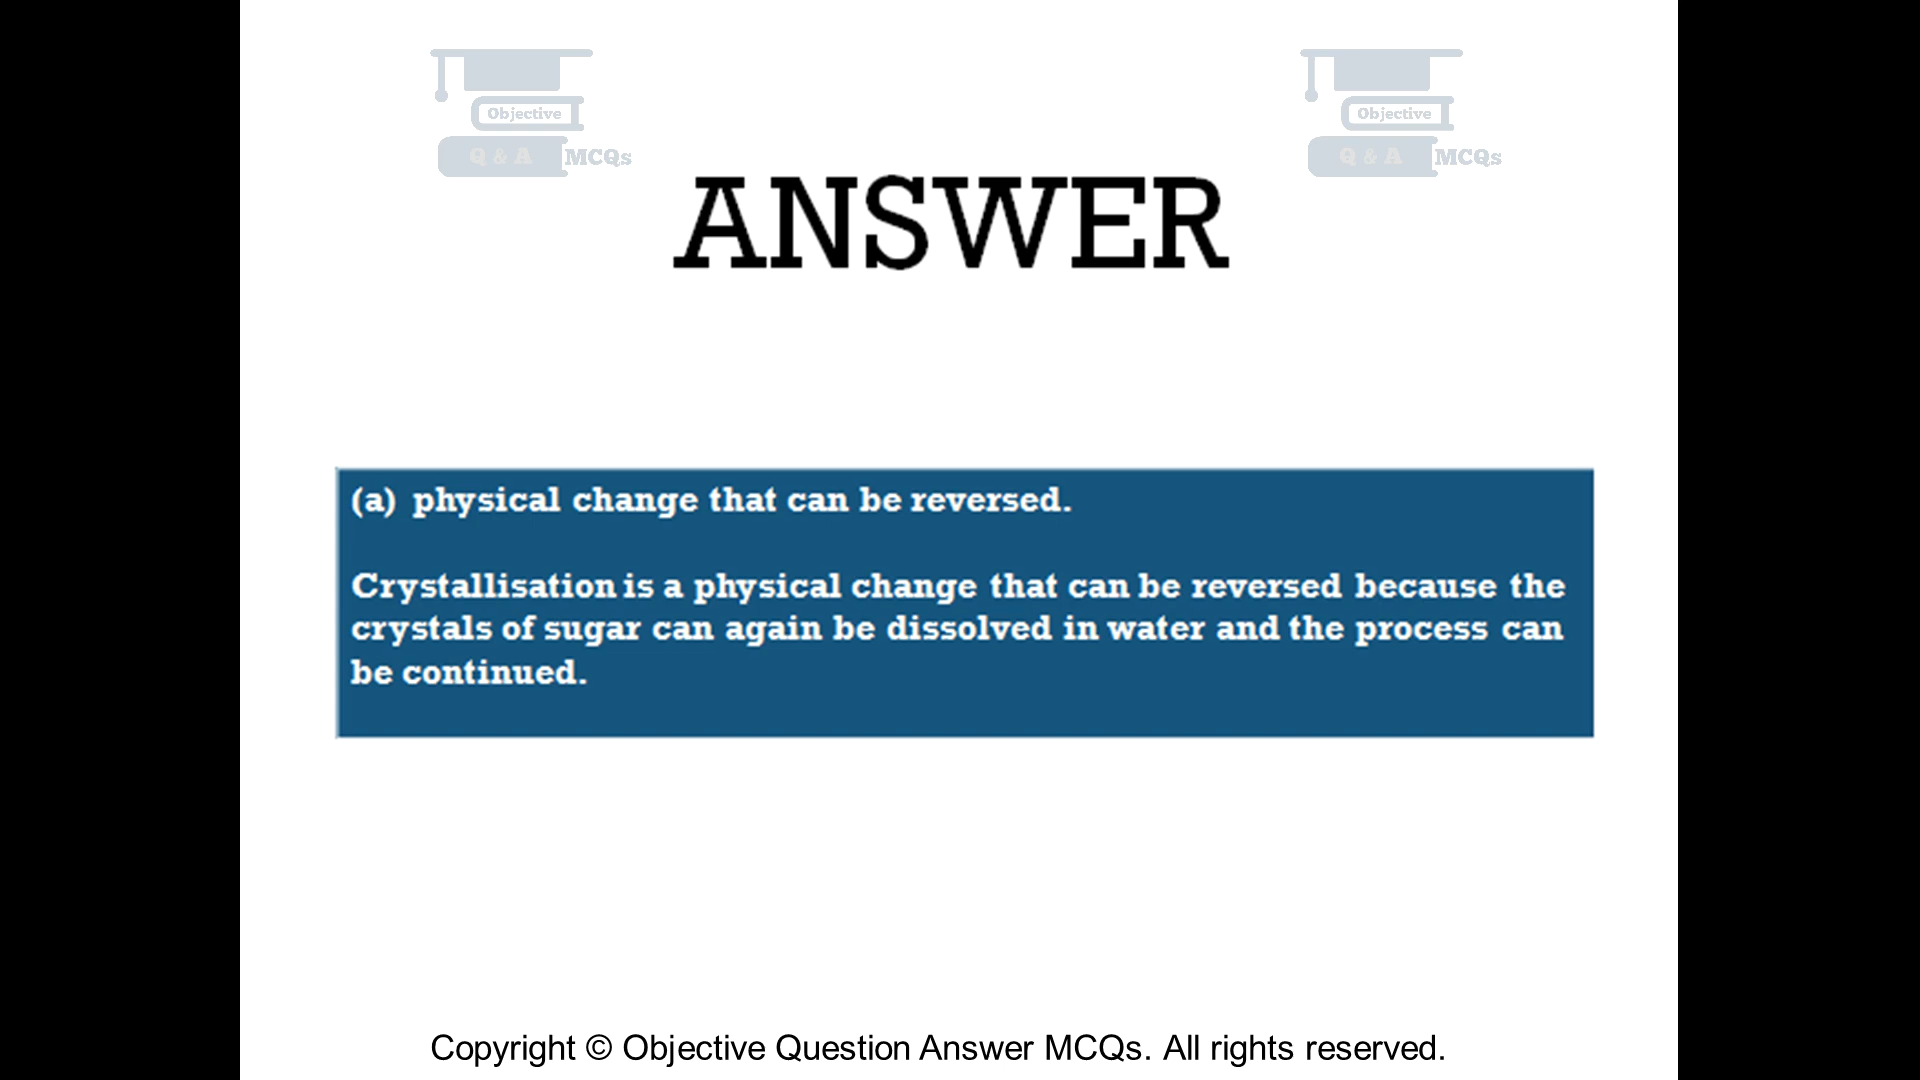 Objective
Q & A MCQs
Objective
Q & A MCQs
ANSWER
(a) physical change that can be reversed.
Crystallisation is a physical change that can be reversed because the
crystals of sugar can again be dissolved in water and the process can
be continued.
Copyright © Objective Question Answer MCQs. All rights reserved.